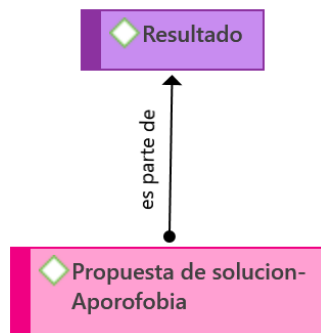 Resultado
es parte de
Propuesta de solucion-
Aporofobia